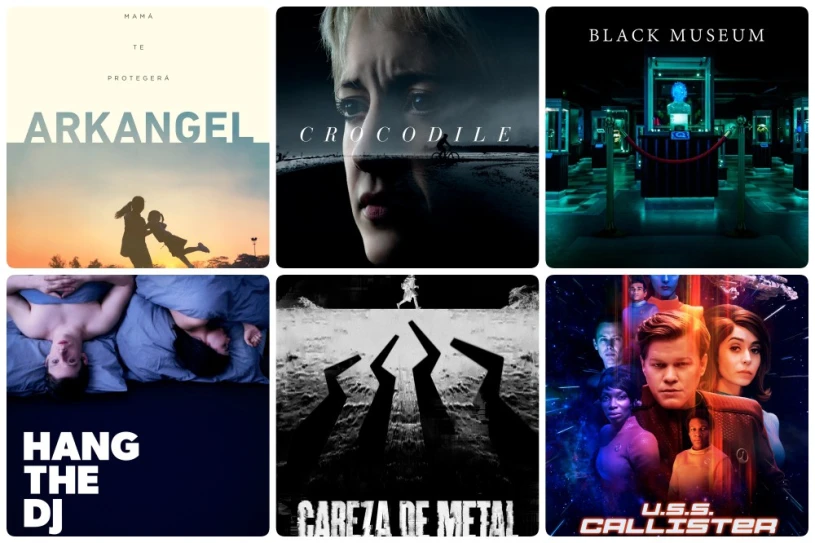 MAMÁ
TE
PROTEGERÁ
ARKANGEL
CROCODILE
BLACK MUSEUM
HANG
THE
DJ
CABEZA DE METAL
U.S.S.
CALLISTER